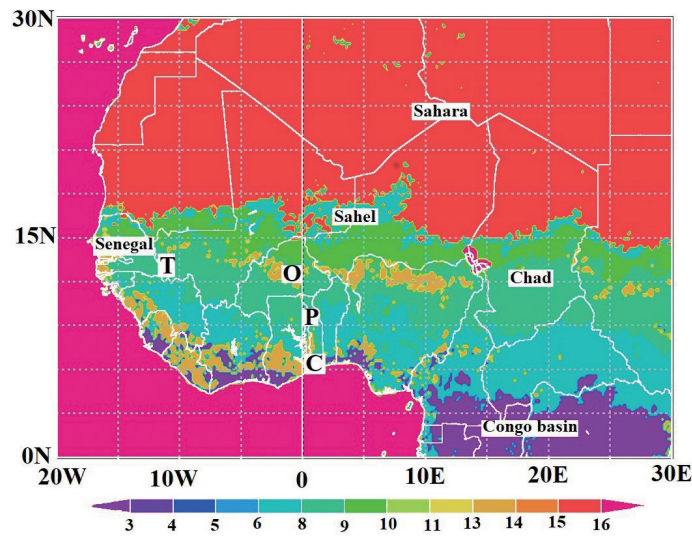 30N
Sahara
Sahel
15N
Senegal
T
O
Chad
P
C
Congo basin
0N
20W 10W 0 10E 20E 30E
3 4 5 6 8 9 10 11 13 14 15 16